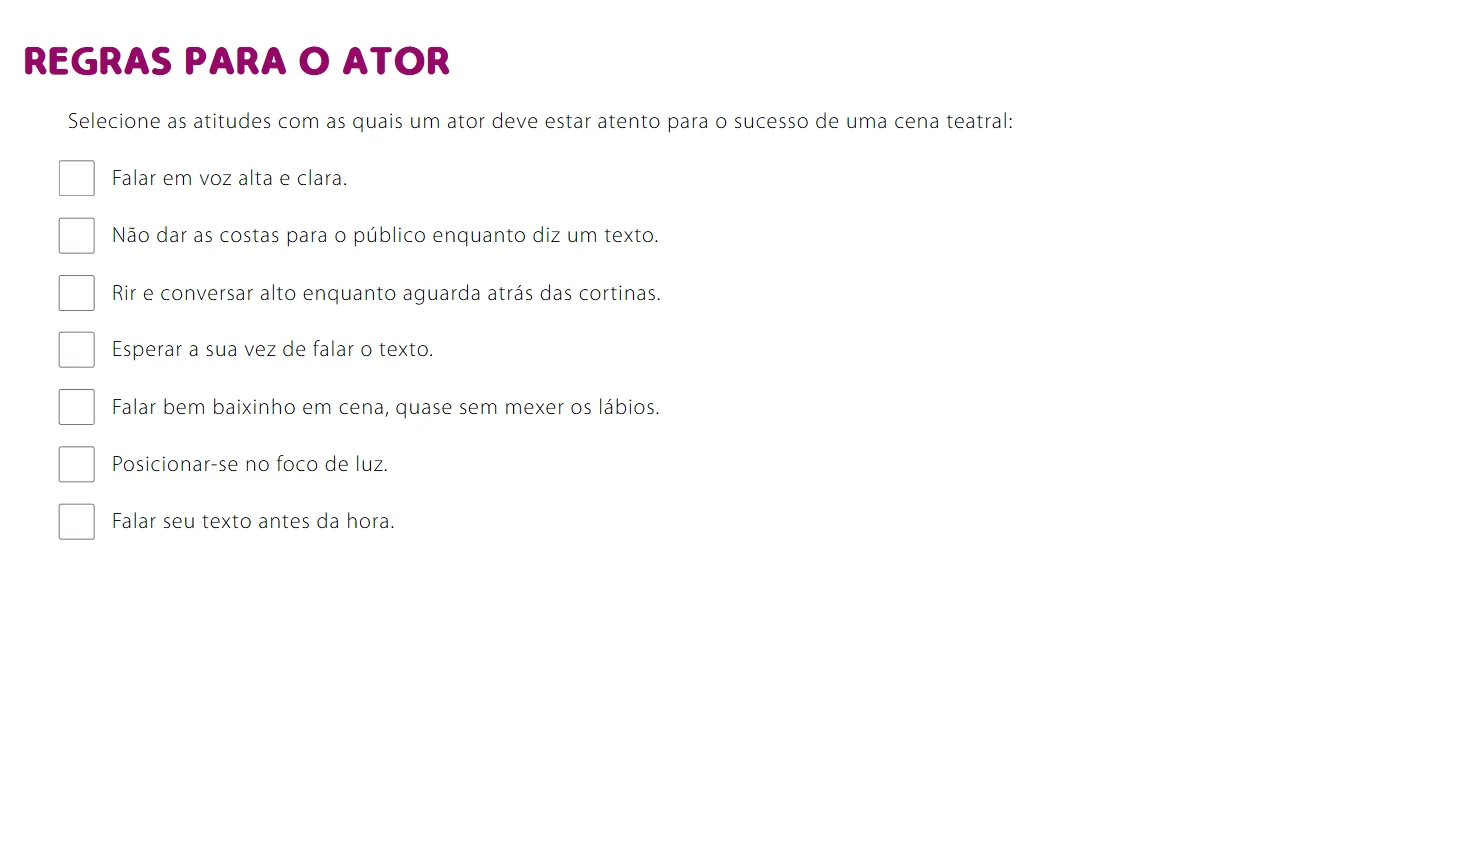 REGRAS PARA O ATOR
Selecione as atitudes com as quais um ator deve estar atento para o sucesso de uma cena teatral:
Falar em voz alta e clara.
Não dar as costas para o público enquanto diz um texto.
Rir e conversar alto enquanto aguarda atrás das cortinas.
Esperar a sua vez de falar o texto.
Falar bem baixinho em cena, quase sem mexer os lábios.
Posicionar-se no foco de luz.
Falar seu texto antes da hora.